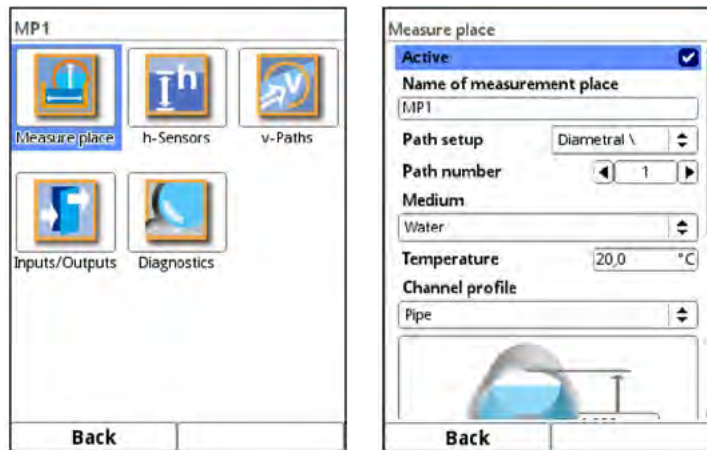 MP1
Measure place
h-Sensors
v-Paths
Inputs/Outputs
Diagnostics
Back
Measure place
Active
Name of measurement place
MP1
Path setup Diametral \
Path number 1
Medium
Water
Temperature 20,0 °C
Channel profile
Pipe
Back